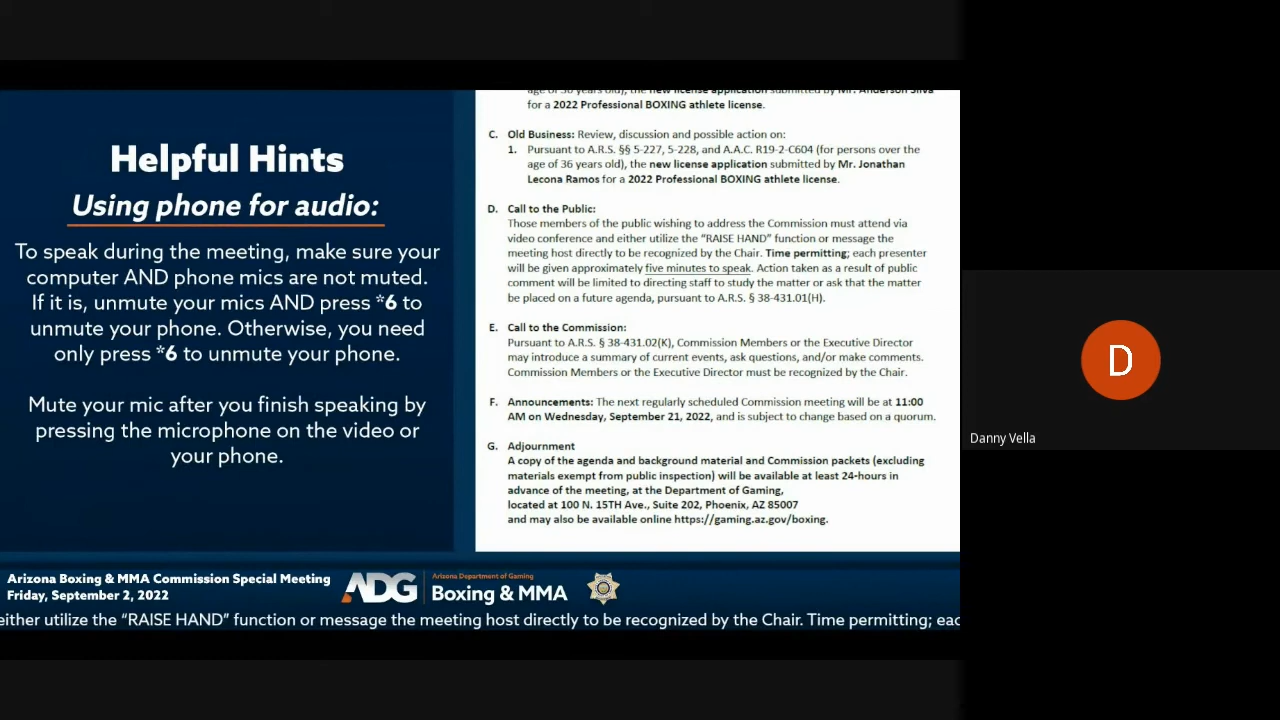 Helpful Hints
Using phone for audio:
To speak during the meeting, make sure your
computer AND phone mics are not muted.
If it is, unmute your mics AND press *6 to
unmute your phone. Otherwise, you need
only press *6 to unmute your phone.
Mute your mic after you finish speaking by
pressing the microphone on the video or
your phone.
age of 36 years old), the new license application submitted by Mr. Anderson Silva
for a 2022 Professional BOXING athlete license.
C. Old Business: Review, discussion and possible action on:
1. Pursuant to A.R.S. §§ 5-227, 5-228, and A.A.C. R19-2-C604 (for persons over the
age of 36 years old), the new license application submitted by Mr. Jonathan
Lecona Ramos for a 2022 Professional BOXING athlete license.
D. Call to the Public:
Those members of the public wishing to address the Commission must attend via
video conference and either utilize the “RAISE HAND” function or message the
meeting host directly to be recognized by the Chair. Time permitting; each presenter
will be given approximately five minutes to speak. Action taken as a result of public
comment will be limited to directing staff to study the matter or ask that the matter
be placed on a future agenda, pursuant to A.R.S. § 38-431.01(H).
E. Call to the Commission:
Pursuant to A.R.S. § 38-431.02(K), Commission Members or the Executive Director
may introduce a summary of current events, ask questions, and/or make comments.
Commission Members or the Executive Director must be recognized by the Chair.
F. Announcements: The next regularly scheduled Commission meeting will be at 11:00
AM on Wednesday, September 21, 2022, and is subject to change based on a quorum.
G. Adjournment
A copy of the agenda and background material and Commission packets (excluding
materials exempt from public inspection) will be available at least 24-hours in
advance of the meeting, at the Department of Gaming,
located at 100 N. 15TH Ave., Suite 202, Phoenix, AZ 85007
and may also be available online https://gaming.az.gov/boxing.
D
Danny Vella
Arizona Boxing & MMA Commission Special Meeting
Friday, September 2, 2022
ADG
Arizona Department of Gaming
Boxing & MMA
either utilize the “RAISE HAND” function or message the meeting host directly to be recognized by the Chair. Time permitting; eac